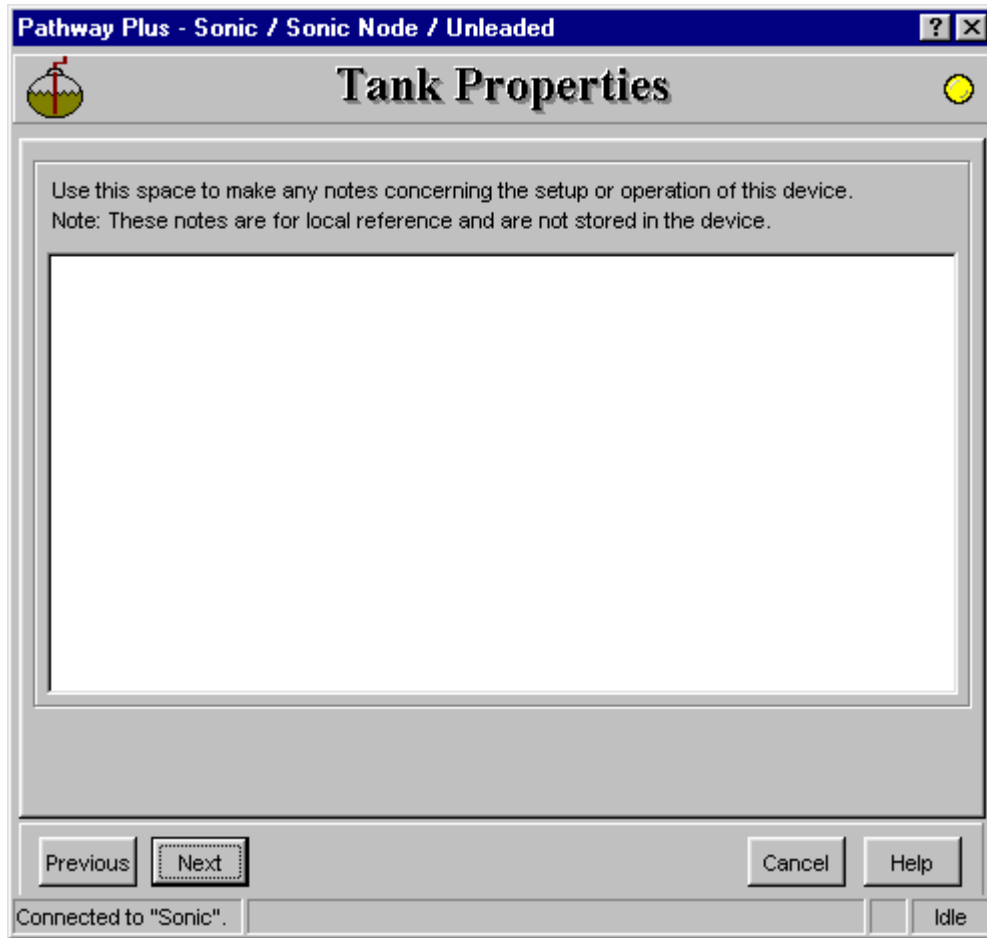 Pathway Plus - Sonic / Sonic Node / Unleaded
Tank Properties
Use this space to make any notes concerning the setup or operation of this device.
Note: These notes are for local reference and are not stored in the device.
Previous Next Cancel Help
Connected to "Sonic". Idle